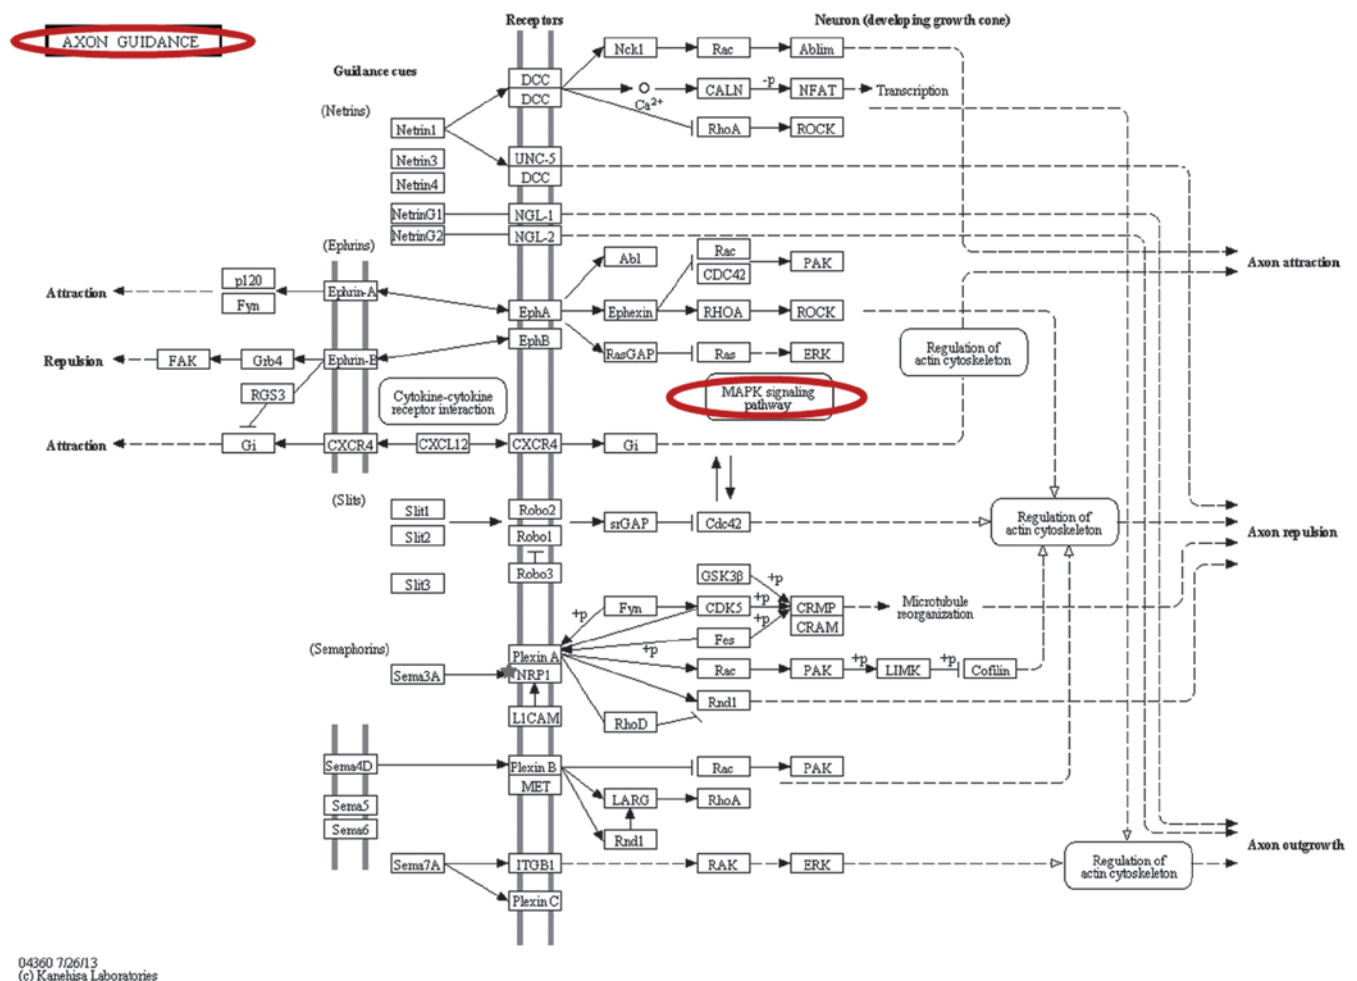 AXON GUIDANCE
Receptors
Neuron (developing growth cone)
Guidance cues
(Netrins)
Netrin1
Netrin3
Netrin4
NetrinG1
NetrinG2
DCC
DCC
UNC-5
DCC
NGL-1
NGL-2
Nck1
Rac
Ablim
Ca2+
CALN
-p
NFAT
Transcription
RhoA
ROCK
(Ephrins)
Attraction
p120
Fyn
Ephrin-A
EphA
EphB
Abl
Ephexin
RasGAP
Rac
CDC42
PAK
RHOA
ROCK
Ras
ERK
Axon attraction
Regulation of
actin cytoskeleton
Repulsion
FAK
Grb4
Ephrin-B
RGS3
Cytokine-cytokine
receptor interaction
MAPK signaling
pathway
Attraction
Gi
CXCR4
CXCL12
CXCR4
Gi
(Slits)
Slit1
Slit2
Slit3
Robo2
Robo1
Robo3
srGAP
Cdc42
Regulation of
actin cytoskeleton
Axon repulsion
GSK3β
+p
+p
Fyn
CDK5
+p
CRMP
CRAM
Microtubule
reorganization
Fes
+p
+p
(Semaphorins)
Sema3A
Plexin A
NRP1
L1CAM
Rac
PAK
+p
LIMK
+p
Cofilin
Rnd1
RhoD
Sema4D
Sema5
Sema6
Plexin B
MET
Rac
PAK
LARG
RhoA
Rnd1
Sema7A
ITGB1
Plexin C
RAK
ERK
Regulation of
actin cytoskeleton
Axon outgrowth
04360 7/26/13
(c) Kanehisa Laboratories